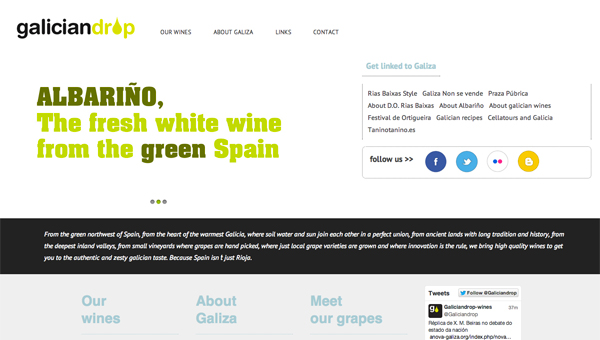 galiciandrop
OUR WINES ABOUT GALIZA LINKS CONTACT
ALBARIÑO,
The fresh white wine
from the green Spain
Get linked to Galiza
Rias Baixas Style Galiza Non se vende Praza Púbrica
About D.O. Rias Baixas About Albariño About galician wines
Festival de Ortigueira Galician recipes Cellatours and Galicia
Taninotanino.es
follow us >>
From the green northwest of Spain, from the heart of the warmest Galicia, where soil water and sun join each other in a perfect union, from ancient lands with long tradition and history, from
the deepest inland valleys, from small vineyards where grapes are hand picked, where just local grape varieties are grown and where innovation is the rule, we bring high quality wines to get
you to the authentic and zesty galician taste. Because Spain isn t just Rioja.
Our
wines
About
Galiza
Meet
our grapes
Tweets Follow @Galiciandrop
Galiciandrop-wines 37m
@Galiciandrop
Réplica de X. M. Beiras no debate do
estado da nación
anova-galiza.org/index.php/nova...